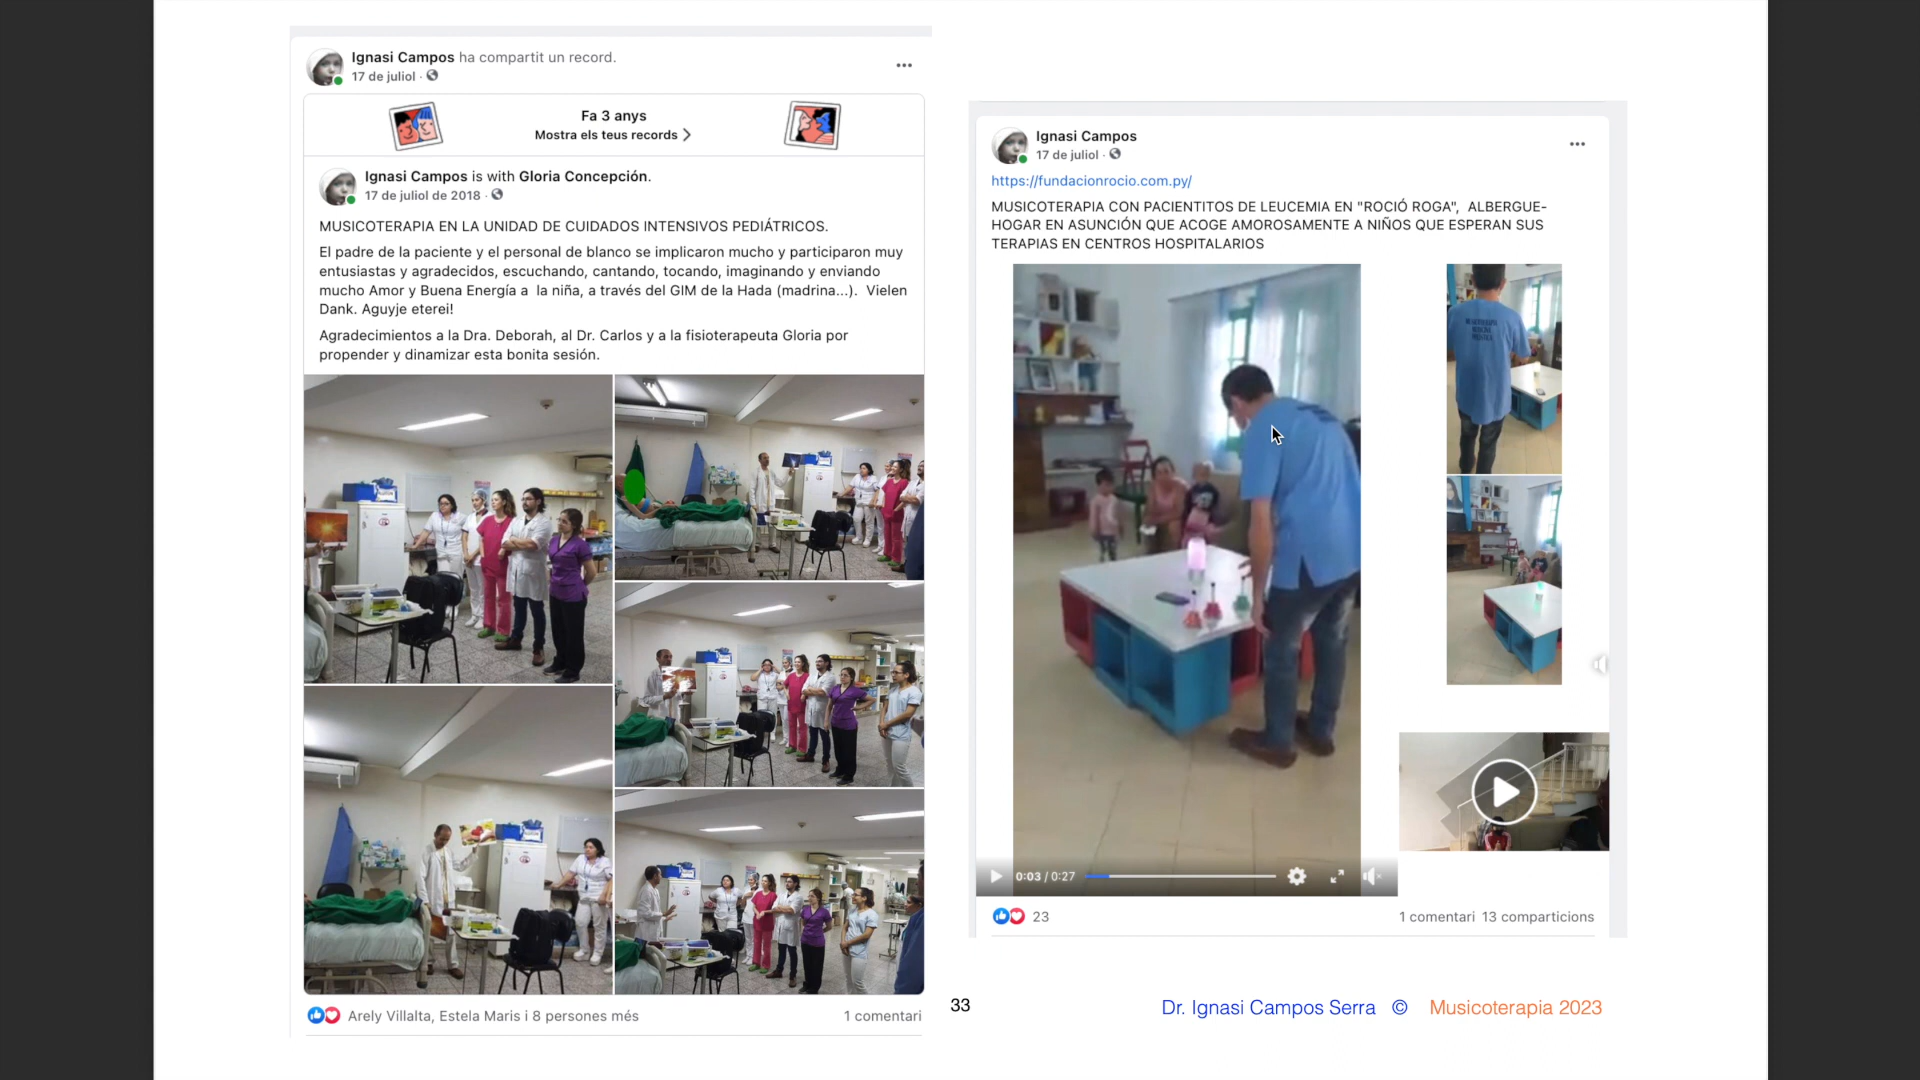 Ignasi Campos ha compartit un record.
17 de juliol ·
Fa 3 anys
Mostra els teus records
Ignasi Campos is with Gloria Concepción.
17 de juliol de 2018 ·
MUSICOTERAPIA EN LA UNIDAD DE CUIDADOS INTENSIVOS PEDIÁTRICOS.
El padre de la paciente y el personal de blanco se implicaron mucho y participaron muy
entusiastas y agradecidos, escuchando, cantando, tocando, imaginando y enviando
mucho Amor y Buena Energía a la niña, a través del GIM de la Hada (madrina...). Vielen
Dank. Aguyje eterei!
Agradecimientos a la Dra. Deborah, al Dr. Carlos y a la fisioterapeuta Gloria por
propender y dinamizar esta bonita sesión.
Arely Villalta, Estela Maris i 8 persones més
1 comentari
Ignasi Campos
17 de juliol ·
https://fundacionrocio.com.py/
MUSICOTERAPIA CON PACIENTITOS DE LEUCEMIA EN "ROCIÓ ROGA", ALBERGUE-
HOGAR EN ASUNCIÓN QUE ACOGE AMOROSAMENTE A NIÑOS QUE ESPERAN SUS
TERAPIAS EN CENTROS HOSPITALARIOS
0:03 / 0:27
23
1 comentari 13 comparticions
33
Dr. Ignasi Campos Serra © Musicoterapia 2023